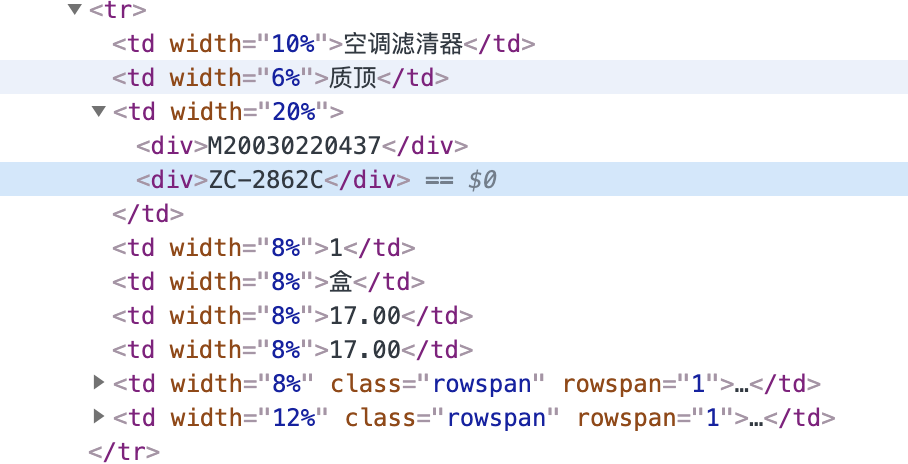 <tr>
<td width="10%">空调滤清器</td>
<td width="6%">质顶</td>
<td width="20%">
<div>M20030220437</div>
<div>ZC-2862C</div> == $0
</td>
<td width="8%">1</td>
<td width="8%">盒</td>
<td width="8%">17.00</td>
<td width="8%">17.00</td>
<td width="8%" class="rowspan" rowspan="1">…</td>
<td width="12%" class="rowspan" rowspan="1">…</td>
</tr>